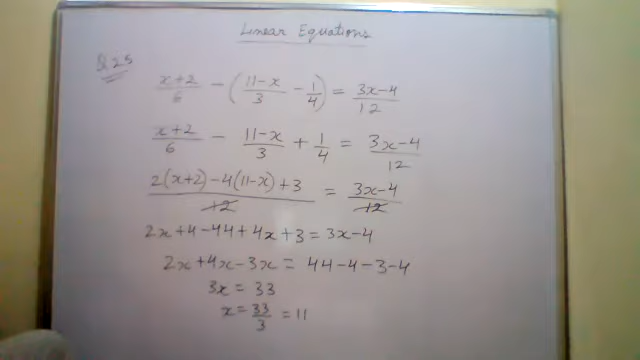 Linear Equations
Q 25
x+2/6 - (11-x/3 - 1/4) = 3x-4/12
x+2/6 - 11-x/3 + 1/4 = 3x-4/12
2(x+2)-4(11-x)+3/12 = 3x-4/12
2x+4-44+4x+3=3x-4
2x+4x-3x = 44-4-3-4
3x = 33
x = 33/3 = 11